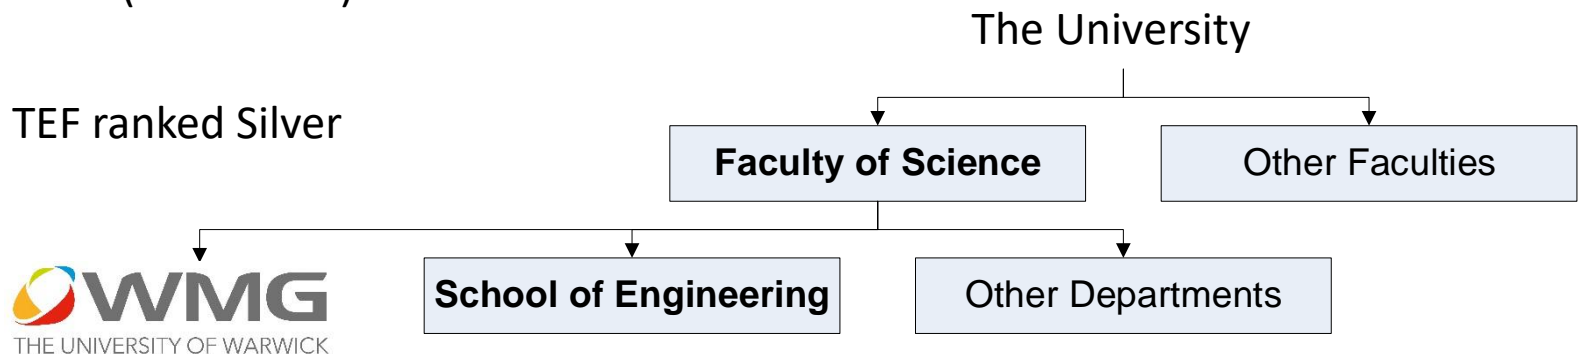 The University
TEF ranked Silver
Faculty of Science
Other Faculties
WMG
THE UNIVERSITY OF WARWICK
School of Engineering
Other Departments